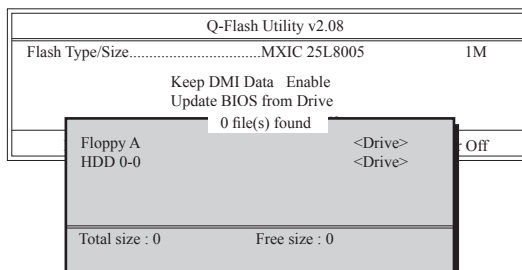 Q-Flash Utility v2.08
Flash Type/Size.................................MXIC 25L8005 1M
Keep DMI Data Enable
Update BIOS from Drive
0 file(s) found
Floppy A <Drive>
HDD 0-0 <Drive>
Off
Total size : 0 Free size : 0